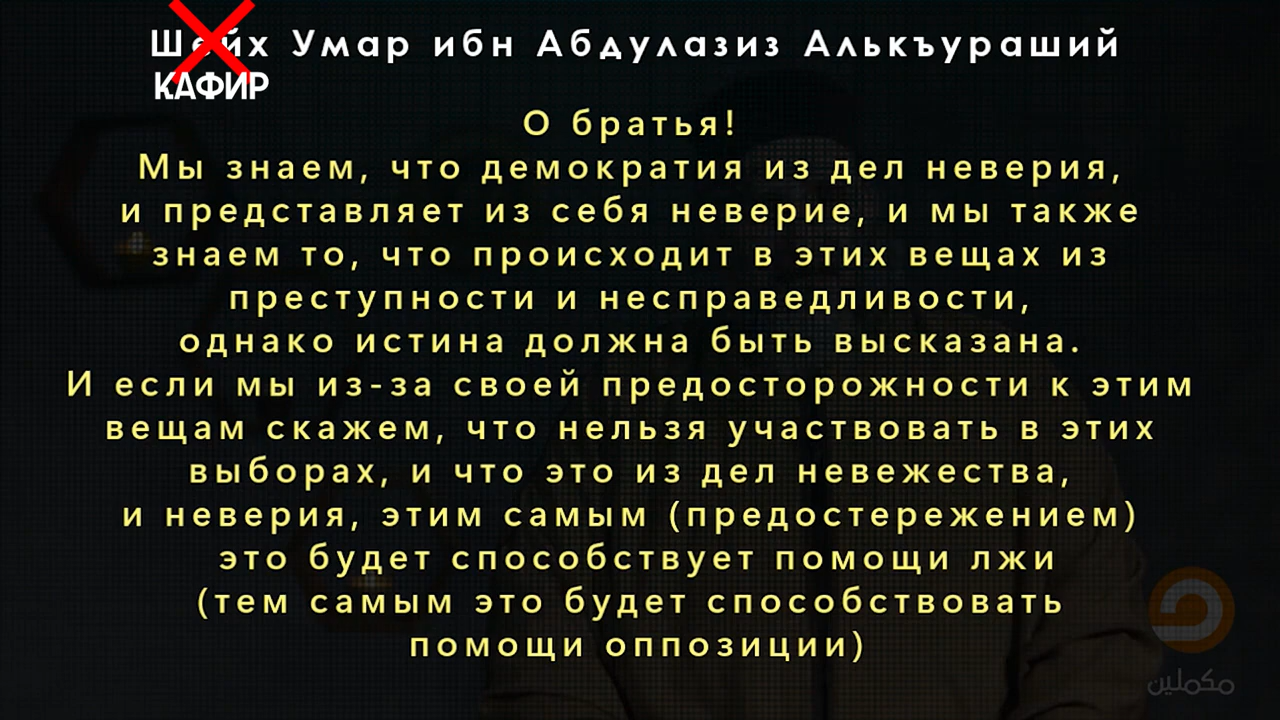 Шейх Умар ибн Абдулазиз Алькъураший
КАФИР
О братья!
Мы знаем, что демократия из дел неверия,
и представляет из себя неверие, и мы также
знаем то, что происходит в этих вещах из
преступности и несправедливости,
однако истина должна быть высказана.
И если мы из-за своей предосторожности к этим
вещам скажем, что нельзя участвовать в этих
выборах, и что это из дел невежества,
и неверия, этим самым (предостережением)
это будет способствует помощи лжи
(тем самым это будет способствовать
помощи оппозиции)
مكملين